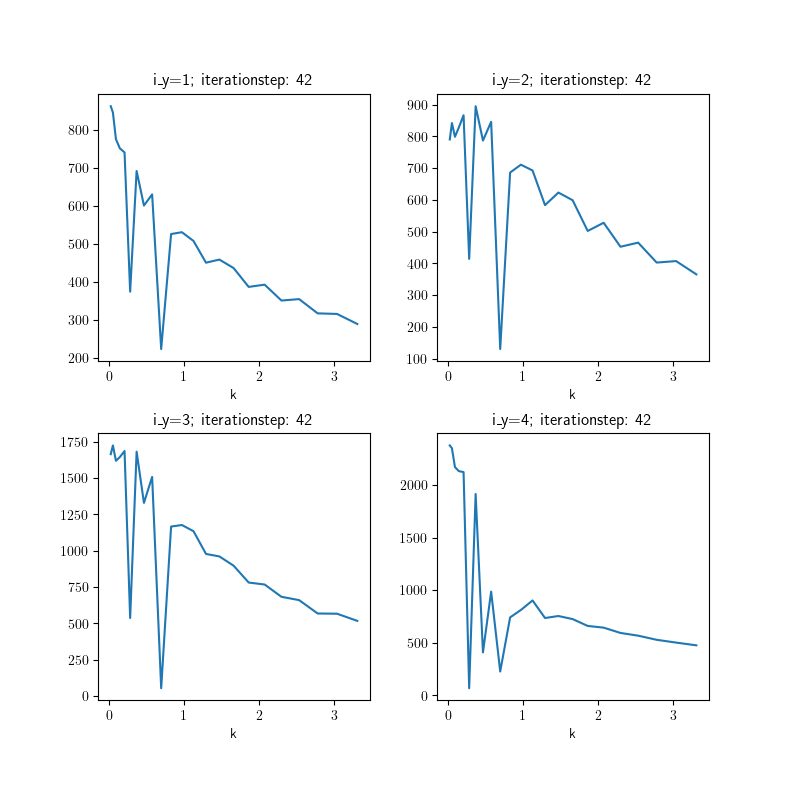 i_y=1; iterationstep: 42
800
700
600
500
400
300
200
0 1 2 3
k
i_y=2; iterationstep: 42
900
800
700
600
500
400
300
200
100
0 1 2 3
k
i_y=3; iterationstep: 42
1750
1500
1250
1000
750
500
250
0
0 1 2 3
k
i_y=4; iterationstep: 42
2000
1500
1000
500
0
0 1 2 3
k